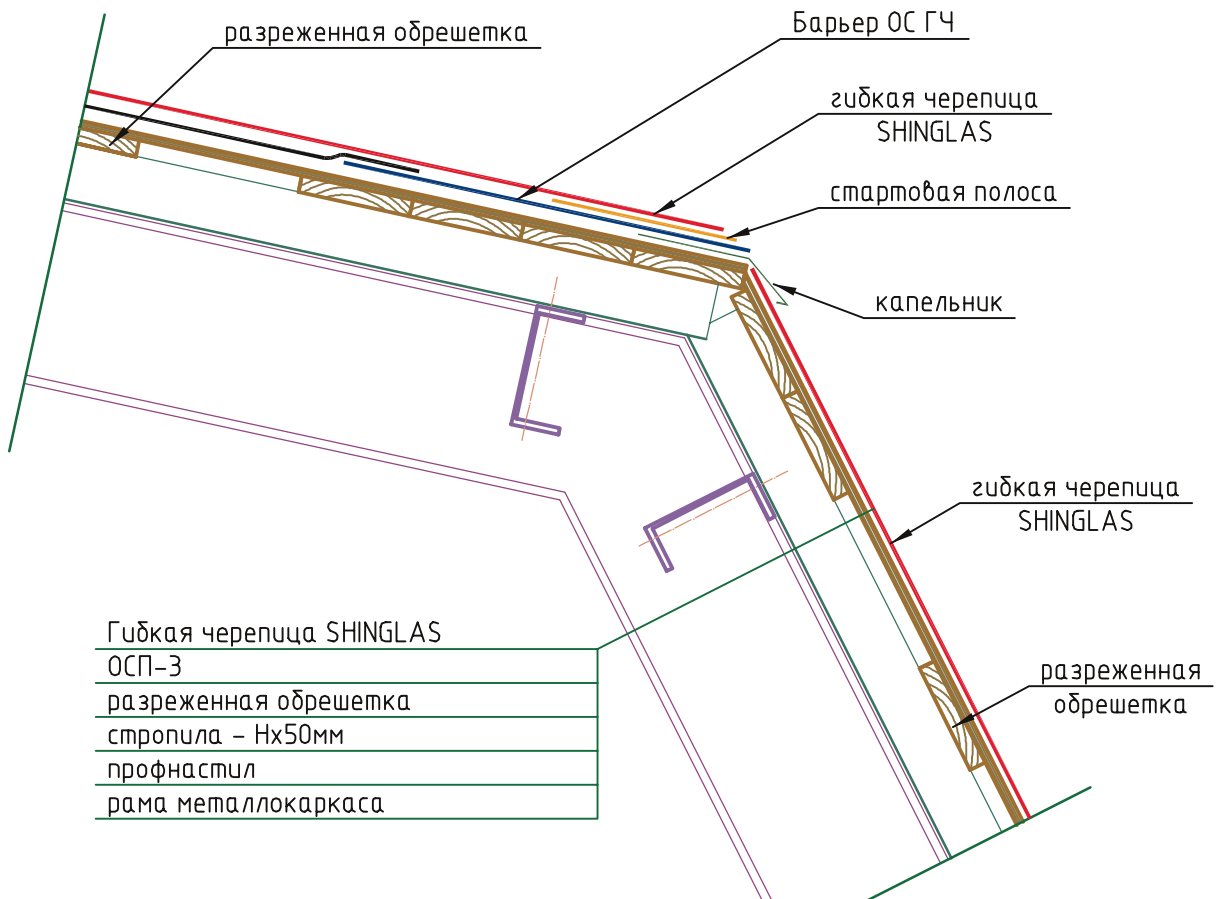 разреженная обрешетка
Барьер ОС ГЧ
гибкая черепица
SHINGLAS
стартовая полоса
капельник
гибкая черепица
SHINGLAS
разреженная
обрешетка
Гибкая черепица SHINGLAS
ОСП-3
разреженная обрешетка
стропила - Нх50мм
профнастил
рама металлокаркаса